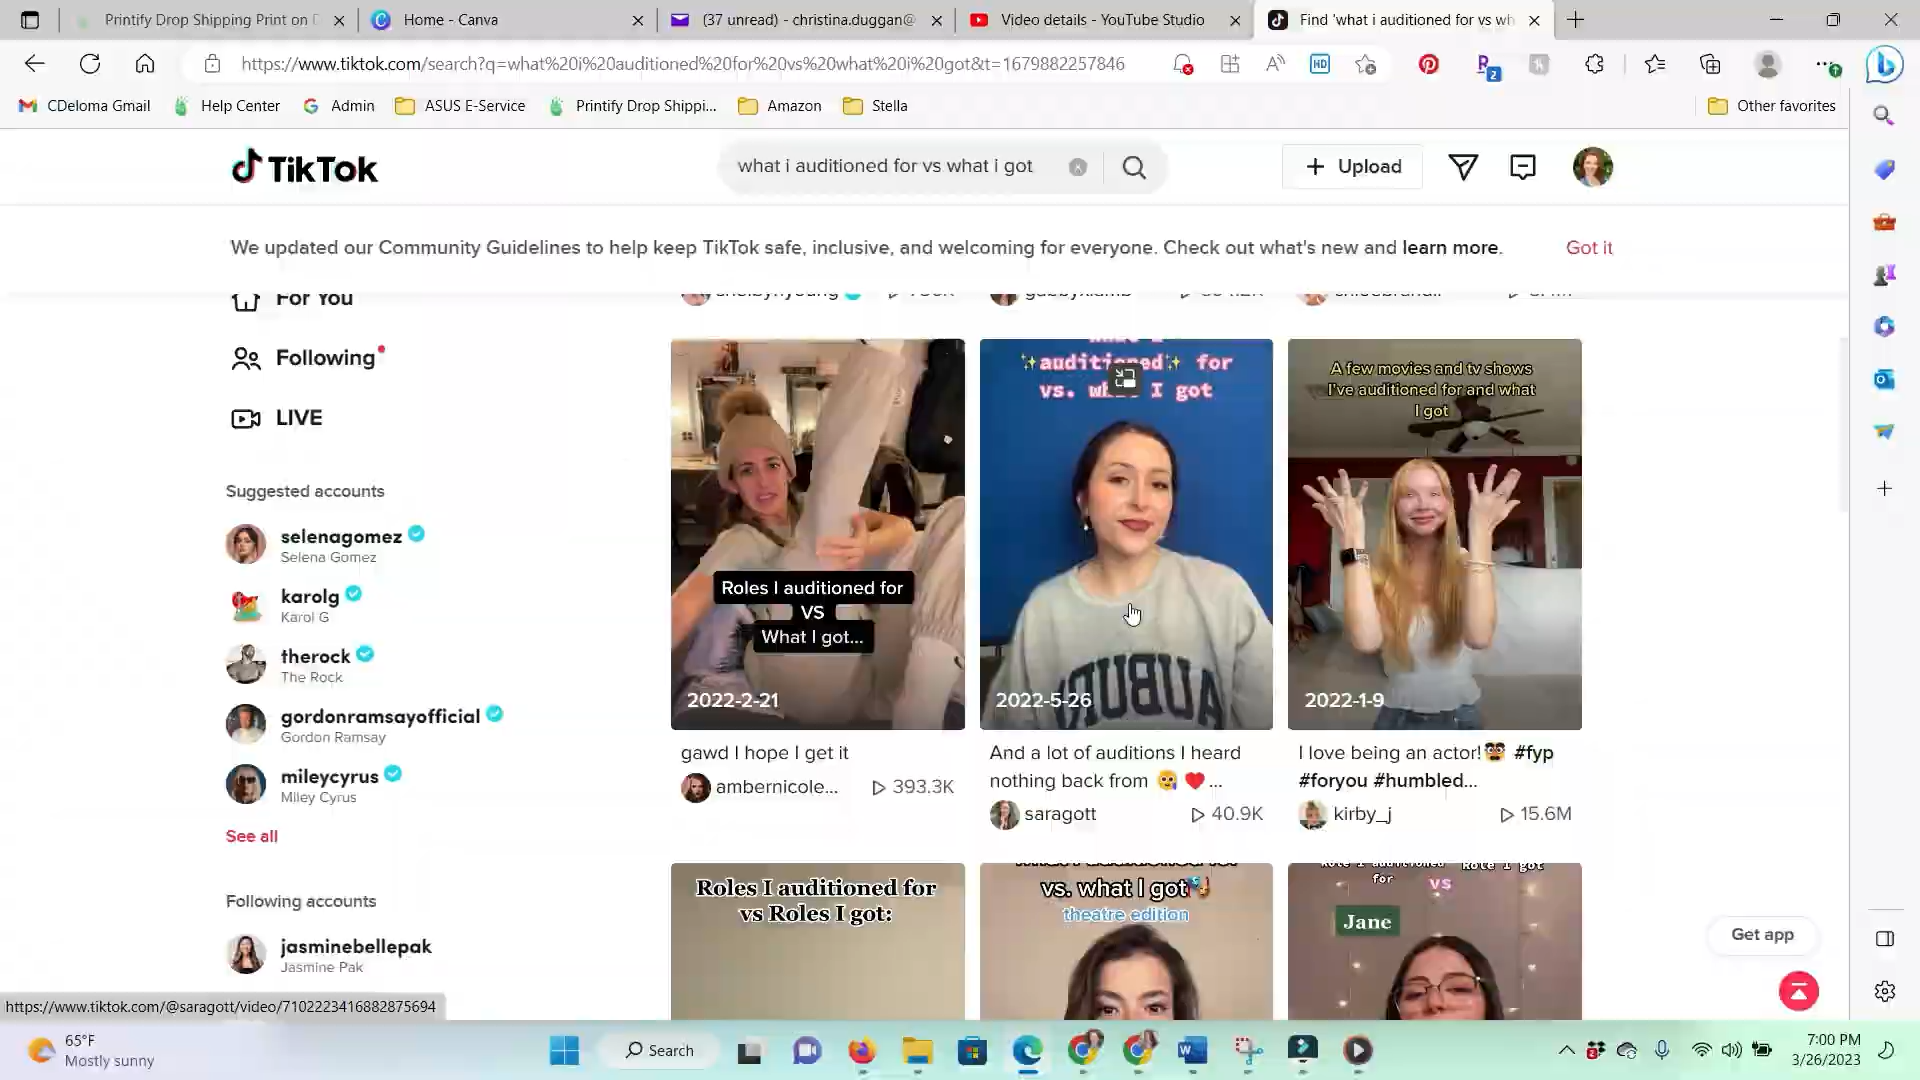 Printify Drop Shipping Print on D
Home - Canva
(37 unread) - christina.duggan@
Video details - YouTube Studio
Find 'what i auditioned for vs wh
https://www.tiktok.com/search?q=what%20i%20auditioned%20for%20vs%20what%20i%20got&t=1679882257846
CDeloma Gmail
Help Center
Admin
ASUS E-Service
Printify Drop Shippi...
Amazon
Stella
Other favorites
TikTok
what i auditioned for vs what i got
Upload
We updated our Community Guidelines to help keep TikTok safe, inclusive, and welcoming for everyone. Check out what's new and learn more.
Got it
For You
Following
LIVE
Suggested accounts
selenagomez
Selena Gomez
karolg
Karol G
therock
The Rock
gordonramsayofficial
Gordon Ramsay
mileycyrus
Miley Cyrus
See all
Following accounts
jasminebellepak
Jasmine Pak
Roles I auditioned for
VS
What I got...
2022-2-21
gawd I hope I get it
ambernicole...
393.3K
✨auditioned✨ for
vs. what I got
AUBURN
2022-5-26
And a lot of auditions I heard
nothing back from 🥲 ❤️ ...
saragott
40.9K
A few movies and tv shows
I've auditioned for and what
I got
2022-1-9
I love being an actor!🥸 #fyp
#foryou #humbled...
kirby_j
15.6M
Roles I auditioned for
vs Roles I got:
vs. what I got
theatre edition
Role I auditioned
for
vs
Role I got
Jane
Get app
https://www.tiktok.com/@saragott/video/7102223416882875694
65°F
Mostly sunny
Search
7:00 PM
3/26/2023